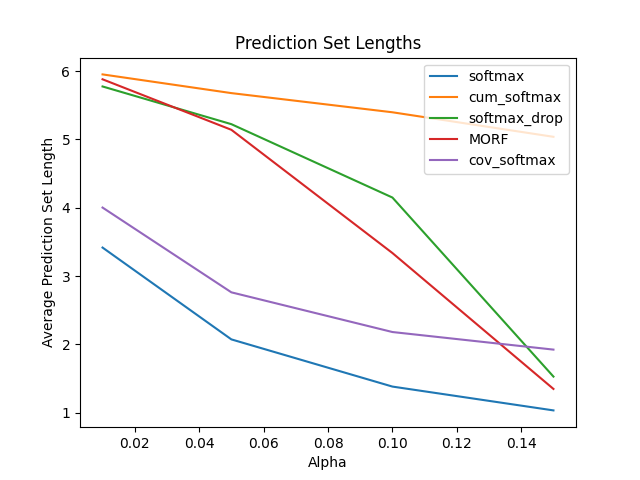 Prediction Set Lengths
softmax
cum_softmax
softmax_drop
MORF
cov_softmax
Average Prediction Set Length
6
5
4
3
2
1
0.02 0.04 0.06 0.08 0.10 0.12 0.14
Alpha